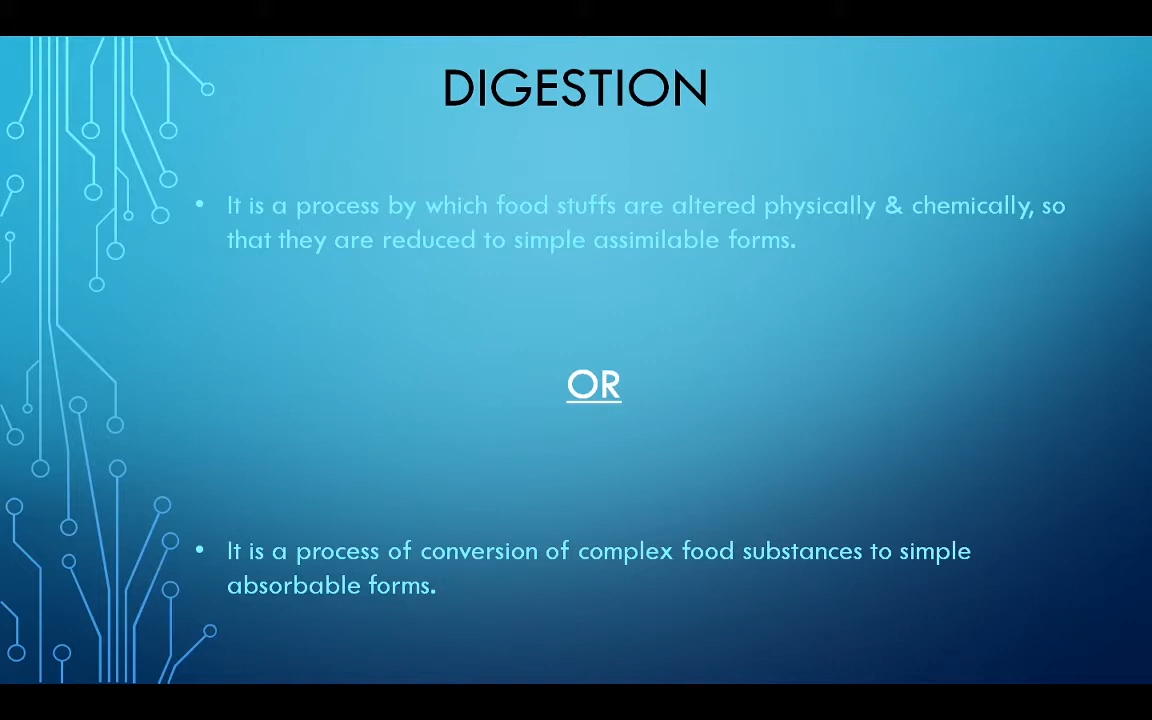 DIGESTION
• It is a process by which food stuffs are altered physically & chemically, so
that they are reduced to simple assimilable forms.
OR
• It is a process of conversion of complex food substances to simple
absorbable forms.